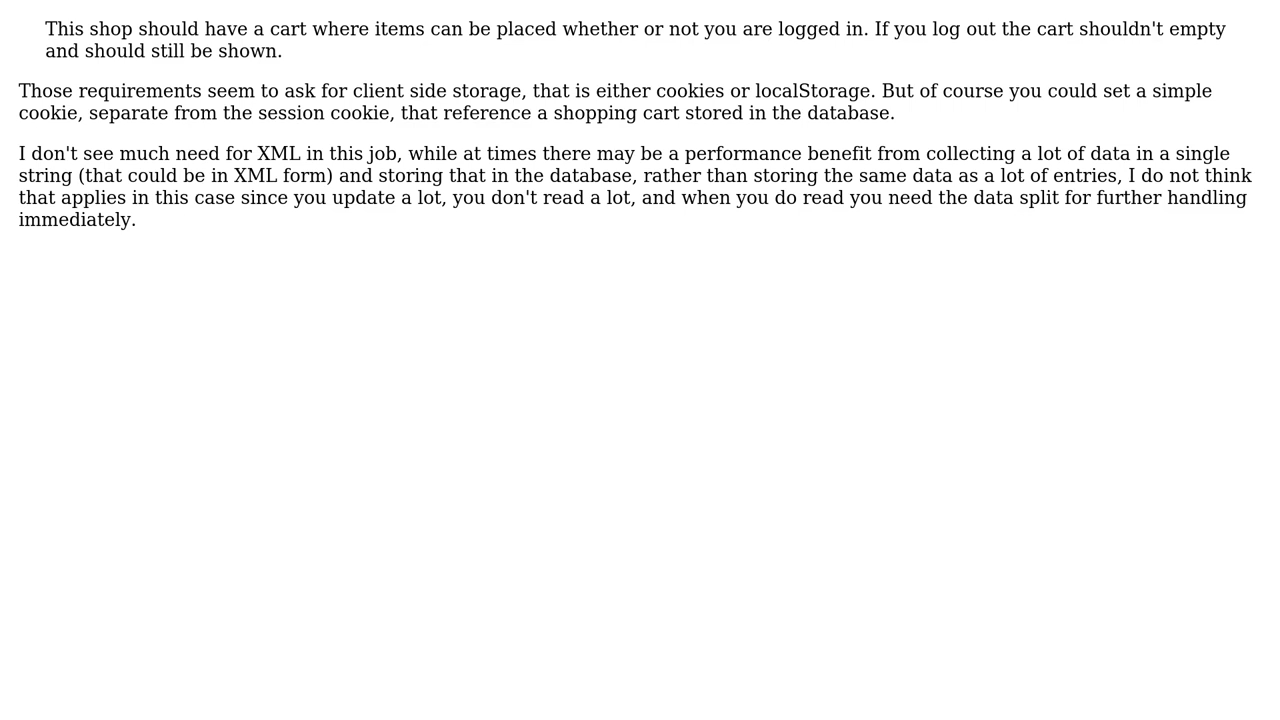 This shop should have a cart where items can be placed whether or not you are logged in. If you log out the cart shouldn't empty
and should still be shown.
Those requirements seem to ask for client side storage, that is either cookies or localStorage. But of course you could set a simple
cookie, separate from the session cookie, that reference a shopping cart stored in the database.
I don't see much need for XML in this job, while at times there may be a performance benefit from collecting a lot of data in a single
string (that could be in XML form) and storing that in the database, rather than storing the same data as a lot of entries, I do not think
that applies in this case since you update a lot, you don't read a lot, and when you do read you need the data split for further handling
immediately.